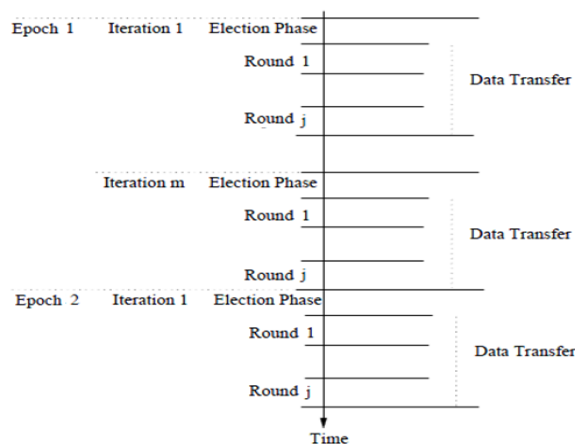 Epoch 1 Iteration 1 Election Phase
Round 1
Data Transfer
Round j
Iteration m Election Phase
Round 1
Data Transfer
Round j
Epoch 2 Iteration 1 Election Phase
Round 1
Data Transfer
Round j
Time